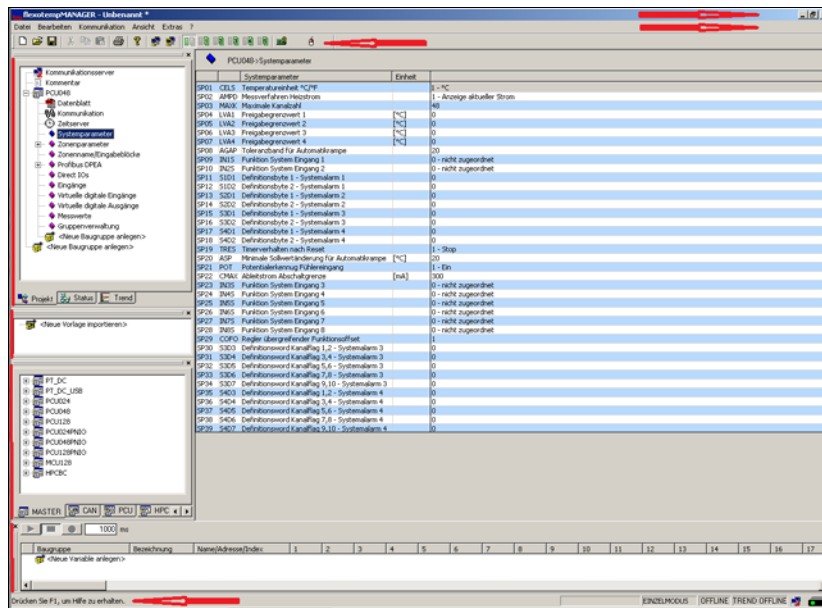 flexotempMANAGER - Unbenannt *
Datei Bearbeiten Kommunikation Ansicht Extras ?
PCU048->Systemparameter
Kommunikationsserver
Kommentar
PCU048
Datenblatt
Kommunikation
Zeitserver
Systemparameter
Zonenparameter
Zonenname/Eingabeblöcke
Profibus DPEA
Direct IOs
Eingänge
Virtuelle digitale Eingänge
Virtuelle digitale Ausgänge
Messwerte
Gruppenverwaltung
<Neue Baugruppe anlegen>
<Neue Baugruppe anlegen>
Projekt Status Trend
<Neue Vorlage importieren>
PT_DC
PT_DC_USB
PCU024
PCU048
PCU128
PCU024PNIO
PCU048PNIO
PCU128PNIO
MCU128
HPCBC
MASTER CAN PCU HPC
Systemparameter Einheit
SP01 CELS Temperatureinheit °C/°F 1 - °C
SP02 AMPD Messverfahren Heizstrom 1 - Anzeige aktueller Strom
SP03 MAXK Maximale Kanalzahl 48
SP04 LVA1 Freigabegrenzwert 1 [°C] 0
SP05 LVA2 Freigabegrenzwert 2 [°C] 0
SP06 LVA3 Freigabegrenzwert 3 [°C] 0
SP07 LVA4 Freigabegrenzwert 4 [°C] 0
SP08 AGAP Toleranzband für Automatikrampe 20
SP09 IN1S Funktion System Eingang 1 0 - nicht zugeordnet
SP10 IN2S Funktion System Eingang 2 0 - nicht zugeordnet
SP11 S1D1 Definitionsbyte 1 - Systemalarm 1 0
SP12 S1D2 Definitionsbyte 2 - Systemalarm 1 0
SP13 S2D1 Definitionsbyte 1 - Systemalarm 2 0
SP14 S2D2 Definitionsbyte 2 - Systemalarm 2 0
SP15 S3D1 Definitionsbyte 1 - Systemalarm 3 0
SP16 S3D2 Definitionsbyte 2 - Systemalarm 3 0
SP17 S4D1 Definitionsbyte 1 - Systemalarm 4 0
SP18 S4D2 Definitionsbyte 2 - Systemalarm 4 0
SP19 TRES Timerverhalten nach Reset 1 - Stop
SP20 ASP Minimale Sollwertänderung für Automatikrampe [°C] 20
SP21 POT Potentialerkennug Fühlereingang 1 - Ein
SP22 CMAX Ableitstrom Abschaltgrenze [mA] 300
SP23 IN3S Funktion System Eingang 3 0 - nicht zugeordnet
SP24 IN4S Funktion System Eingang 4 0 - nicht zugeordnet
SP25 IN5S Funktion System Eingang 5 0 - nicht zugeordnet
SP26 IN6S Funktion System Eingang 6 0 - nicht zugeordnet
SP27 IN7S Funktion System Eingang 7 0 - nicht zugeordnet
SP28 IN8S Funktion System Eingang 8 0 - nicht zugeordnet
SP29 COFO Regler übergreifender Funktionsoffset 1
SP30 S3D3 Definitionsword Kanalflag 1,2 - Systemalarm 3 0
SP31 S3D4 Definitionsword Kanalflag 3,4 - Systemalarm 3 0
SP32 S3D5 Definitionsword Kanalflag 5,6 - Systemalarm 3 0
SP33 S3D6 Definitionsword Kanalflag 7,8 - Systemalarm 3 0
SP34 S3D7 Definitionsword Kanalflag 9,10 - Systemalarm 3 0
SP35 S4D3 Definitionsword Kanalflag 1,2 - Systemalarm 4 0
SP36 S4D4 Definitionsword Kanalflag 3,4 - Systemalarm 4 0
SP37 S4D5 Definitionsword Kanalflag 5,6 - Systemalarm 4 0
SP38 S4D6 Definitionsword Kanalflag 7,8 - Systemalarm 4 0
SP39 S4D7 Definitionsword Kanalflag 9,10 - Systemalarm 4 0
1000 ms
Baugruppe Bezeichnung Name/Adresse/Index 1 2 3 4 5 6 7 8 9 10 11 12 13 14 15 16 17
<Neue Variable anlegen>
Drücken Sie F1, um Hilfe zu erhalten. EINZELMODUS OFFLINE TREND OFFLINE